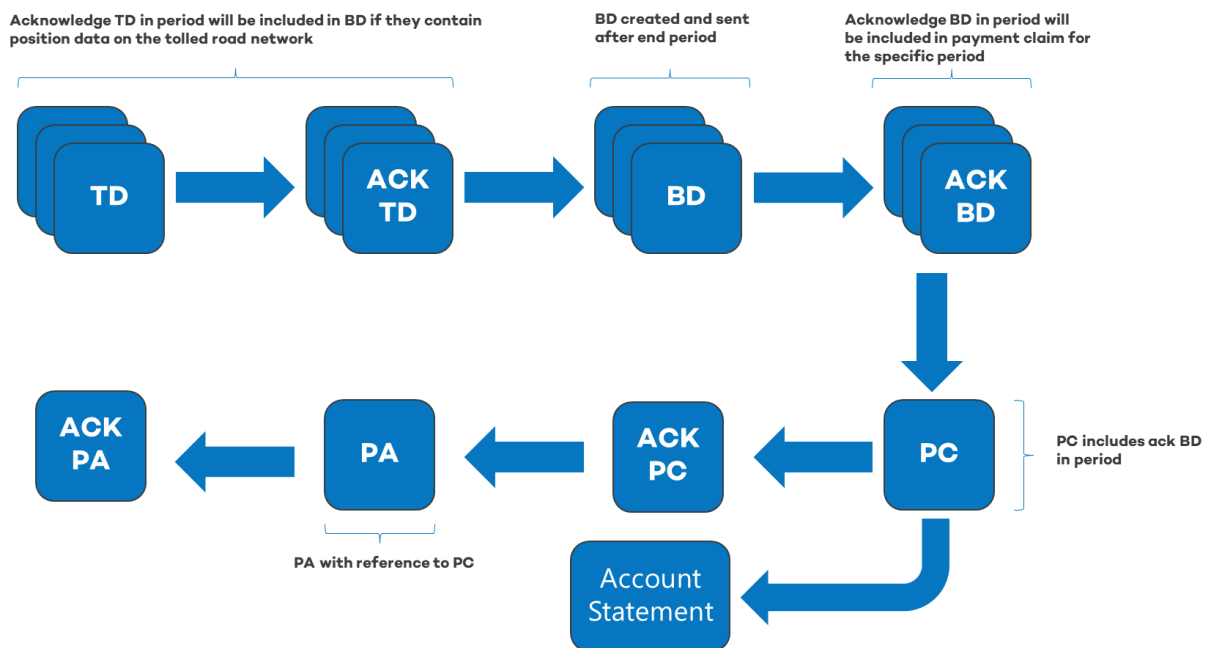 Acknowledge TD in period will be included in BD if they contain
position data on the tolled road network
BD created and sent
after end period
Acknowledge BD in period will
be included in payment claim for
the specific period
TD
ACK
TD
BD
ACK
BD
ACK
PA
PA
ACK
PC
PC
PC includes ack BD
in period
PA with reference to PC
Account
Statement